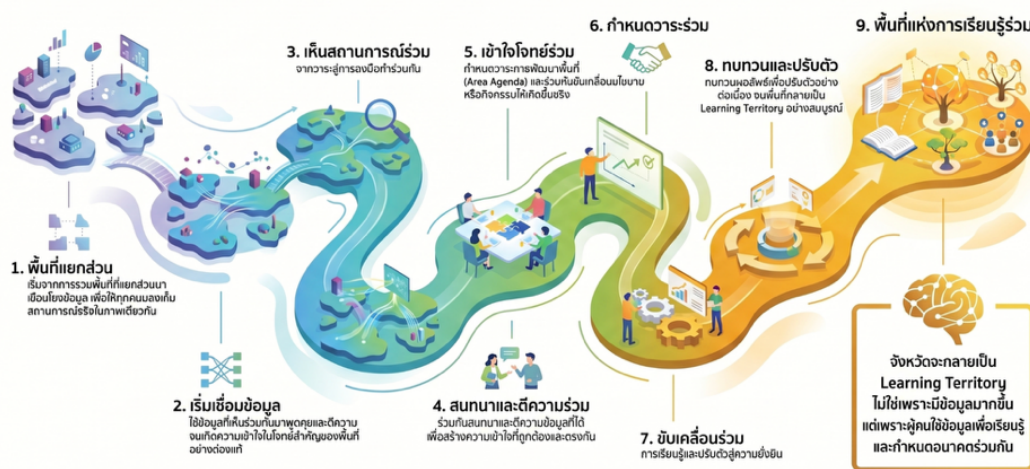 1. พื้นที่แยกส่วน
เริ่มจากการรวมพื้นที่ที่แยกส่วนมา
เชื่อมโยงข้อมูล เพื่อให้ทุกคนมองเห็น
สถานการณ์จริงในภาพเดียวกัน
2. เริ่มเชื่อมข้อมูล
ใช้ข้อมูลที่เห็นร่วมกันมาพูดคุยและตีความ
จนเกิดความเข้าใจในโจทย์สำคัญของพื้นที่
อย่างถ่องแท้
3. เห็นสถานการณ์ร่วม
จากวาระสู่การลงมือทำร่วมกัน
4. สนทนาและตีความร่วม
ร่วมกันสนทนาและตีความข้อมูลที่ได้
เพื่อสร้างความเข้าใจที่ถูกต้องและตรงกัน
5. เข้าใจโจทย์ร่วม
กำหนดวาระการพัฒนาพื้นที่
(Area Agenda) และร่วมกันขับเคลื่อนนโยบาย
หรือกิจกรรมให้เกิดขึ้นจริง
6. กำหนดวาระร่วม
7. ขับเคลื่อนร่วม
การเรียนรู้และปรับตัวสู่ความยั่งยืน
8. ทบทวนและปรับตัว
ทบทวนผลลัพธ์เพื่อปรับตัวอย่าง
ต่อเนื่อง จนพื้นที่กลายเป็น
Learning Territory อย่างสมบูรณ์
9. พื้นที่แห่งการเรียนรู้ร่วม
จังหวัดจะกลายเป็น
Learning Territory
ไม่ใช่เพราะมีข้อมูลมากขึ้น
แต่เพราะผู้คนใช้ข้อมูลเพื่อเรียนรู้
และกำหนดอนาคตร่วมกัน